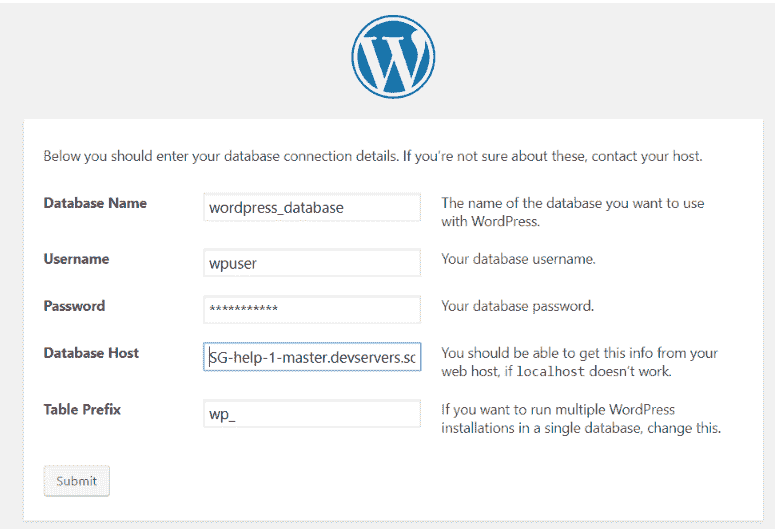 Below you should enter your database connection details. If you're not sure about these, contact your host.
Database Name
wordpress_database
The name of the database you want to use
with WordPress.
Username
wpuser
Your database username.
Password
***********
Your database password.
Database Host
SG-help-1-master.devservers.sc
You should be able to get this info from your
web host, if localhost doesn't work.
Table Prefix
wp_
If you want to run multiple WordPress
installations in a single database, change this.
Submit